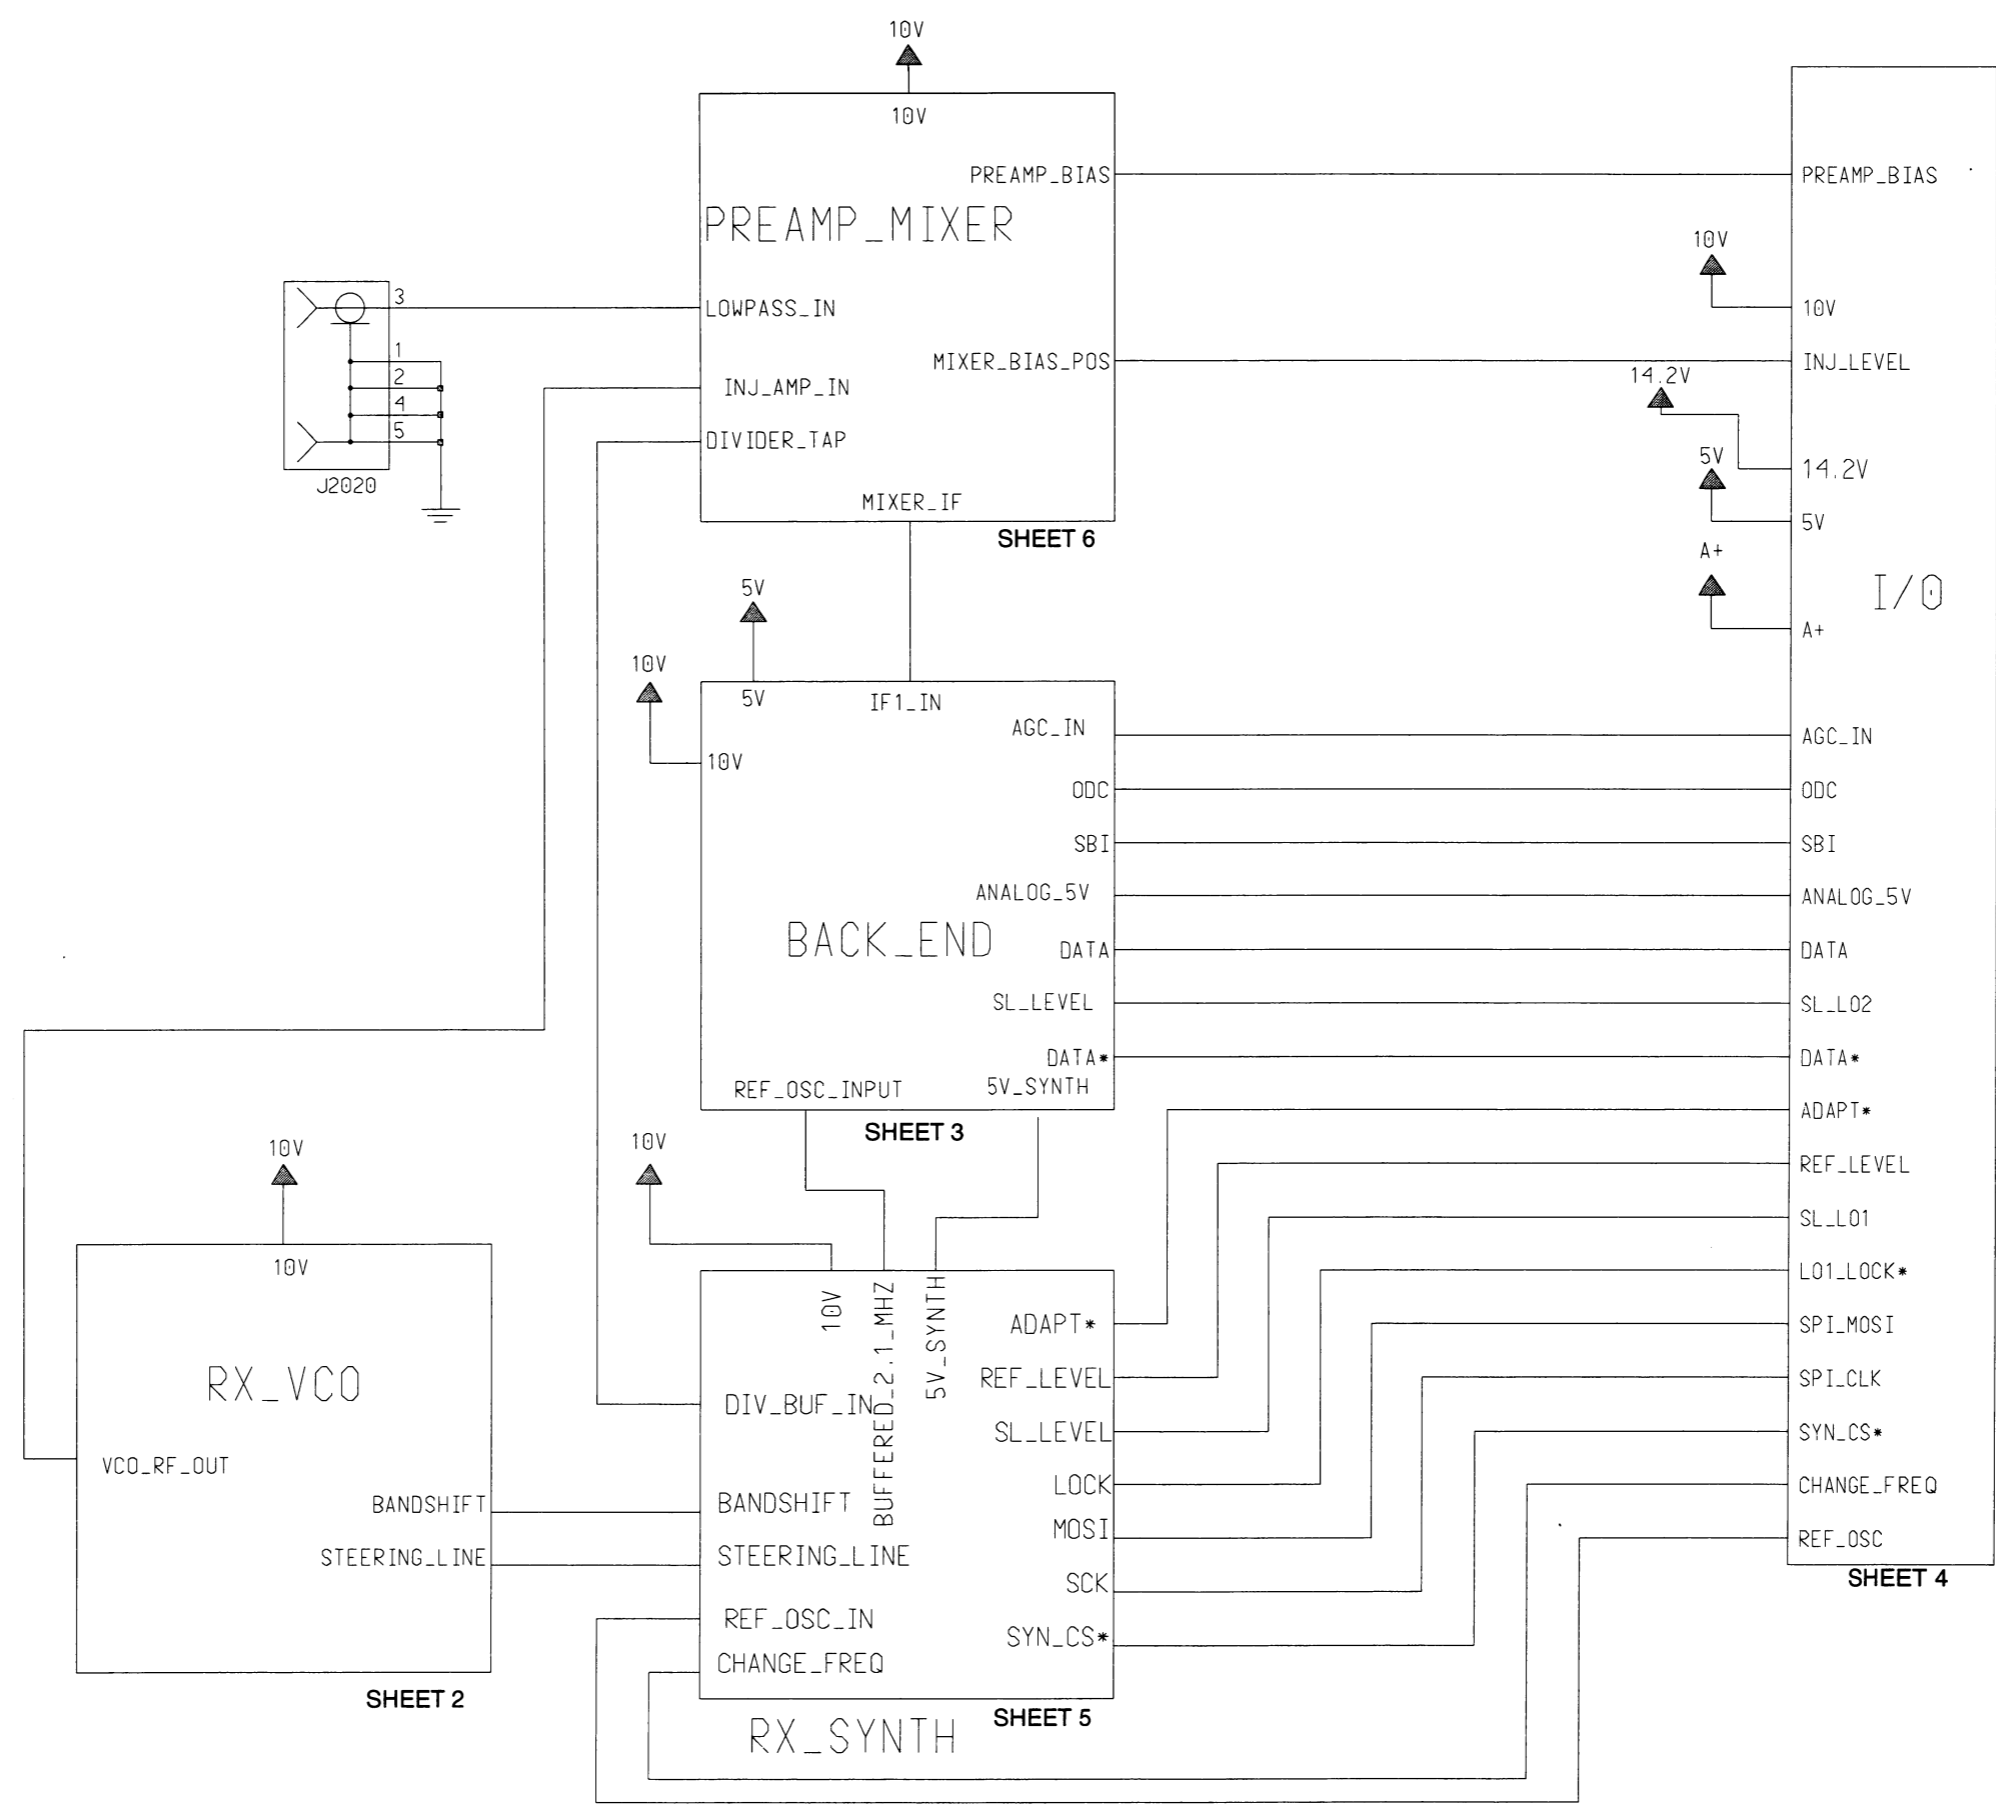 10V
10V
PREAMP_BIAS
PREAMP_MIXER
LOWPASS_IN
MIXER_BIAS_POS
INJ_AMP_IN
DIVIDER_TAP
MIXER_IF
SHEET 6
3
1
2
4
5
J2020
PREAMP_BIAS
10V
10V
INJ_LEVEL
14.2V
14.2V
5V
5V
A+
A+
I/O
AGC_IN
ODC
SBI
ANALOG_5V
DATA
SL_LO2
DATA*
ADAPT*
REF_LEVEL
SL_LO1
LO1_LOCK*
SPI_MOSI
SPI_CLK
SYN_CS*
CHANGE_FREQ
REF_OSC
SHEET 4
5V
10V
5V
IF1_IN
AGC_IN
10V
ODC
SBI
ANALOG_5V
BACK_END
DATA
SL_LEVEL
DATA*
REF_OSC_INPUT
5V_SYNTH
SHEET 3
10V
10V
RX_VCO
VCO_RF_OUT
BANDSHIFT
STEERING_LINE
SHEET 2
10V
10V
BUFFERED_2.1_MHZ
5V_SYNTH
ADAPT*
REF_LEVEL
DIV_BUF_IN
SL_LEVEL
LOCK
BANDSHIFT
MOSI
STEERING_LINE
SCK
REF_OSC_IN
SYN_CS*
CHANGE_FREQ
SHEET 5
RX_SYNTH